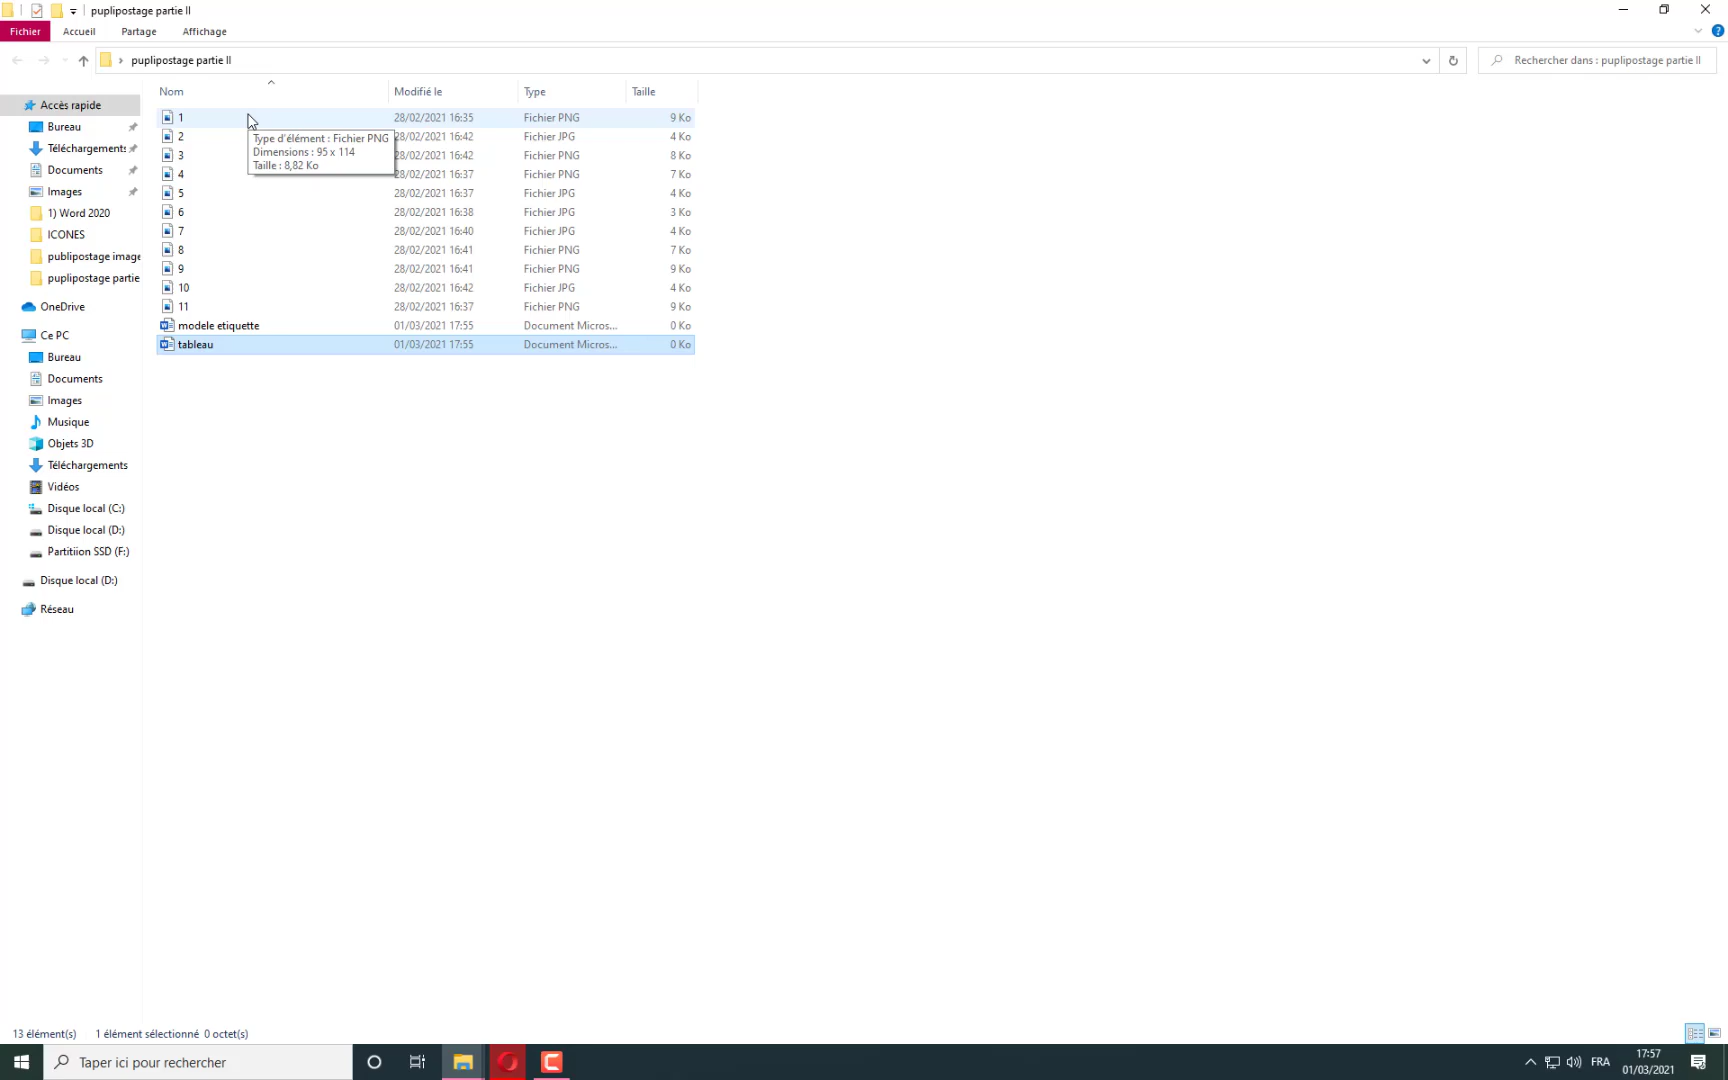 puplipostage partie II
Fichier Accueil Partage Affichage
puplipostage partie II
Rechercher dans : puplipostage partie II
Nom Modifié le Type Taille
1 28/02/2021 16:35 Fichier PNG 9 Ko
2 28/02/2021 16:42 Fichier JPG 4 Ko
3 28/02/2021 16:42 Fichier PNG 8 Ko
4 28/02/2021 16:37 Fichier PNG 7 Ko
5 28/02/2021 16:37 Fichier JPG 4 Ko
6 28/02/2021 16:38 Fichier JPG 3 Ko
7 28/02/2021 16:40 Fichier JPG 4 Ko
8 28/02/2021 16:41 Fichier PNG 7 Ko
9 28/02/2021 16:41 Fichier PNG 9 Ko
10 28/02/2021 16:42 Fichier JPG 4 Ko
11 28/02/2021 16:37 Fichier PNG 9 Ko
modele etiquette 01/03/2021 17:55 Document Micros... 0 Ko
tableau 01/03/2021 17:55 Document Micros... 0 Ko
Type d'élément : Fichier PNG
Dimensions : 95 x 114
Taille : 8,82 Ko
Accès rapide
Bureau
Téléchargements
Documents
Images
1) Word 2020
ICONES
publipostage image
puplipostage partie
OneDrive
Ce PC
Bureau
Documents
Images
Musique
Objets 3D
Téléchargements
Vidéos
Disque local (C:)
Disque local (D:)
Partitiion SSD (F:)
Disque local (D:)
Réseau
13 élément(s) 1 élément sélectionné 0 octet(s)
Taper ici pour rechercher
FRA
17:57
01/03/2021